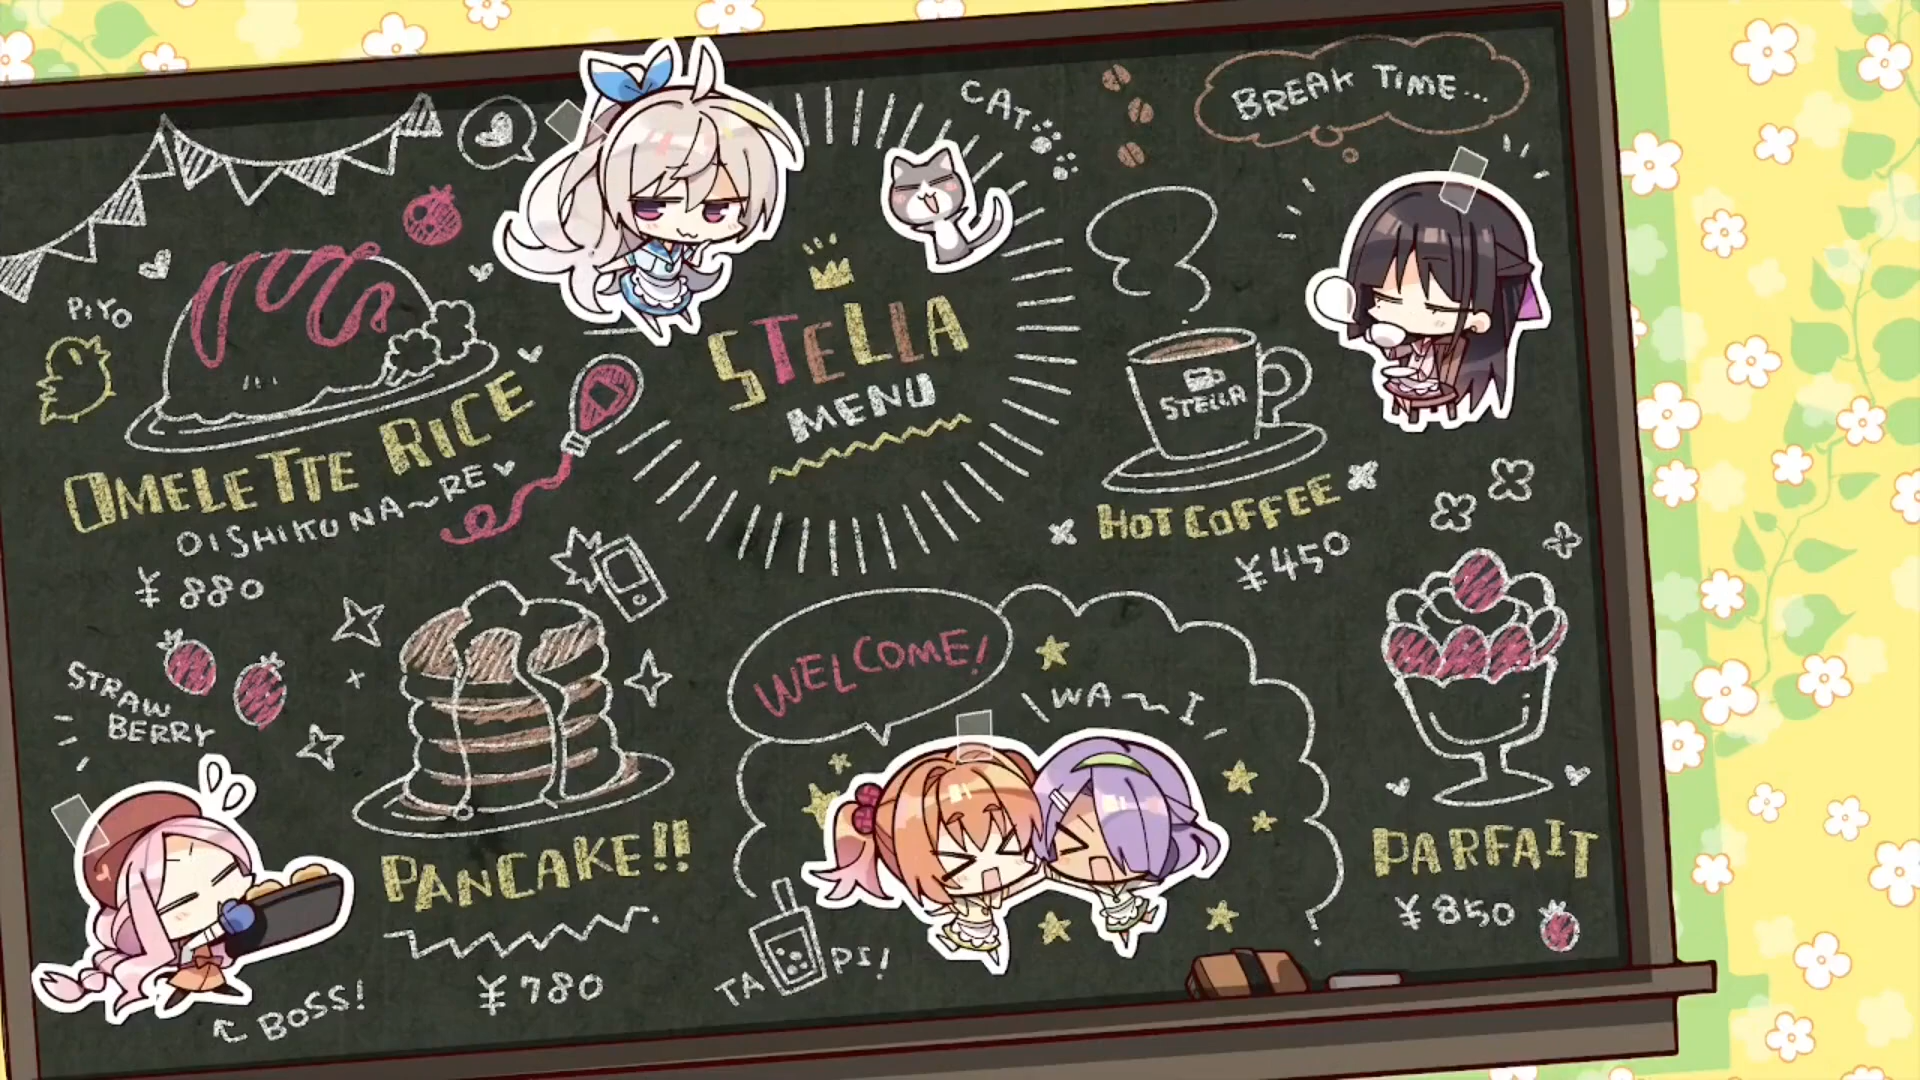 CAT
BREAK TIME...
PIYO
STELLA
MENU
STELLA
OMELETTE RICE
OISHIKUNA~RE
¥880
HOT COFFEE
¥450
STRAW
BERRY
WELCOME!
\WA~I
PANCAKE!!
¥780
PARFAIT
¥850
TA PI!
BOSS!